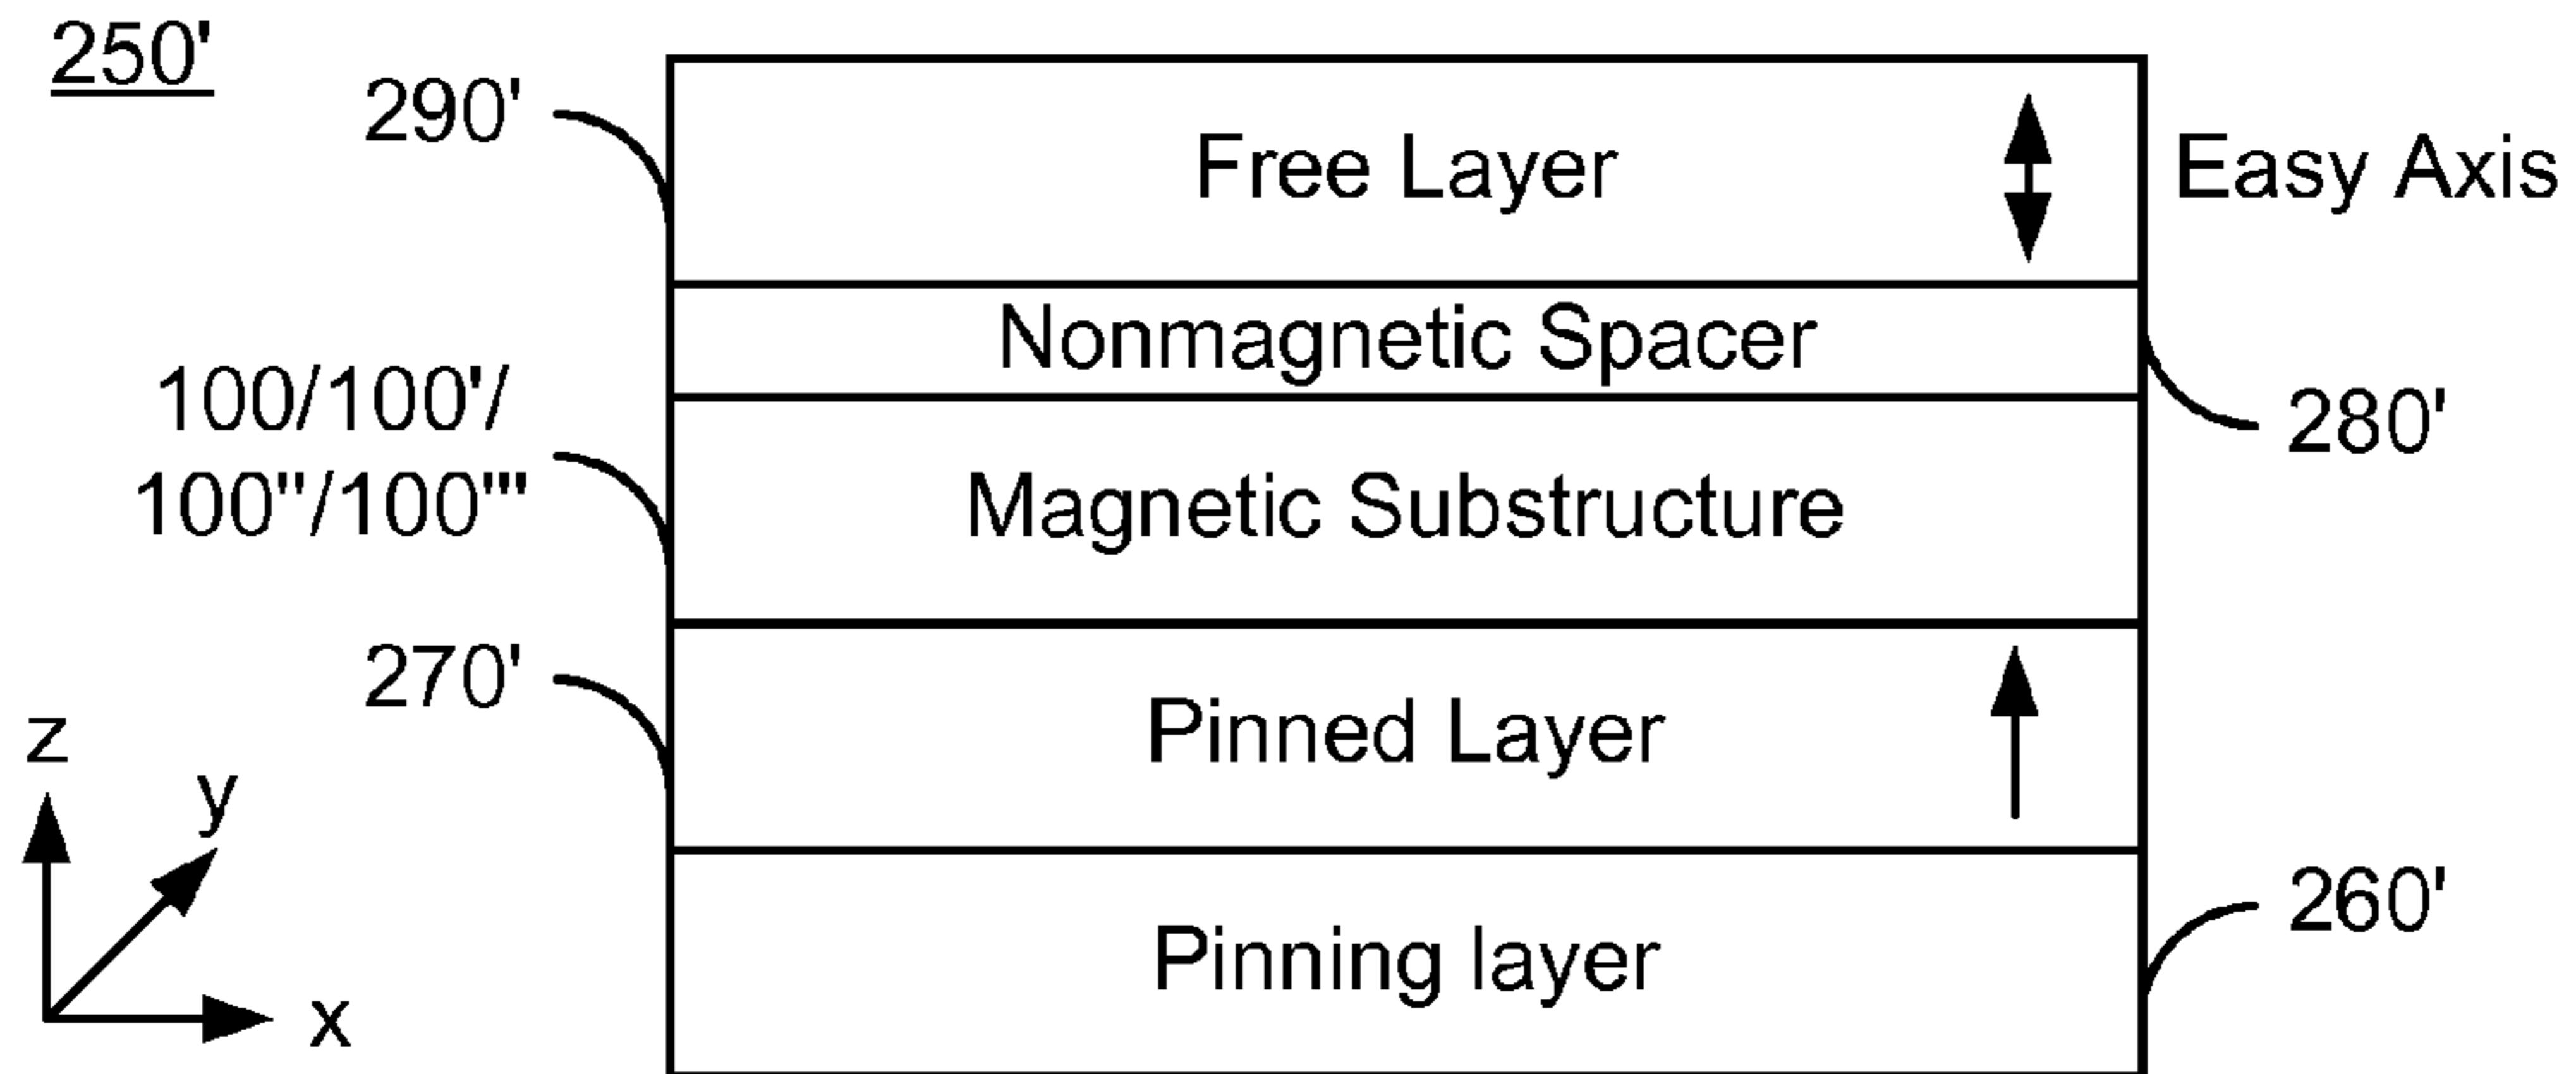 250'
290'
Free Layer
Easy Axis
Nonmagnetic Spacer
280'
100/100'/
100"/100'"
Magnetic Substructure
270'
Pinned Layer
260'
Pinning layer
z
y
x